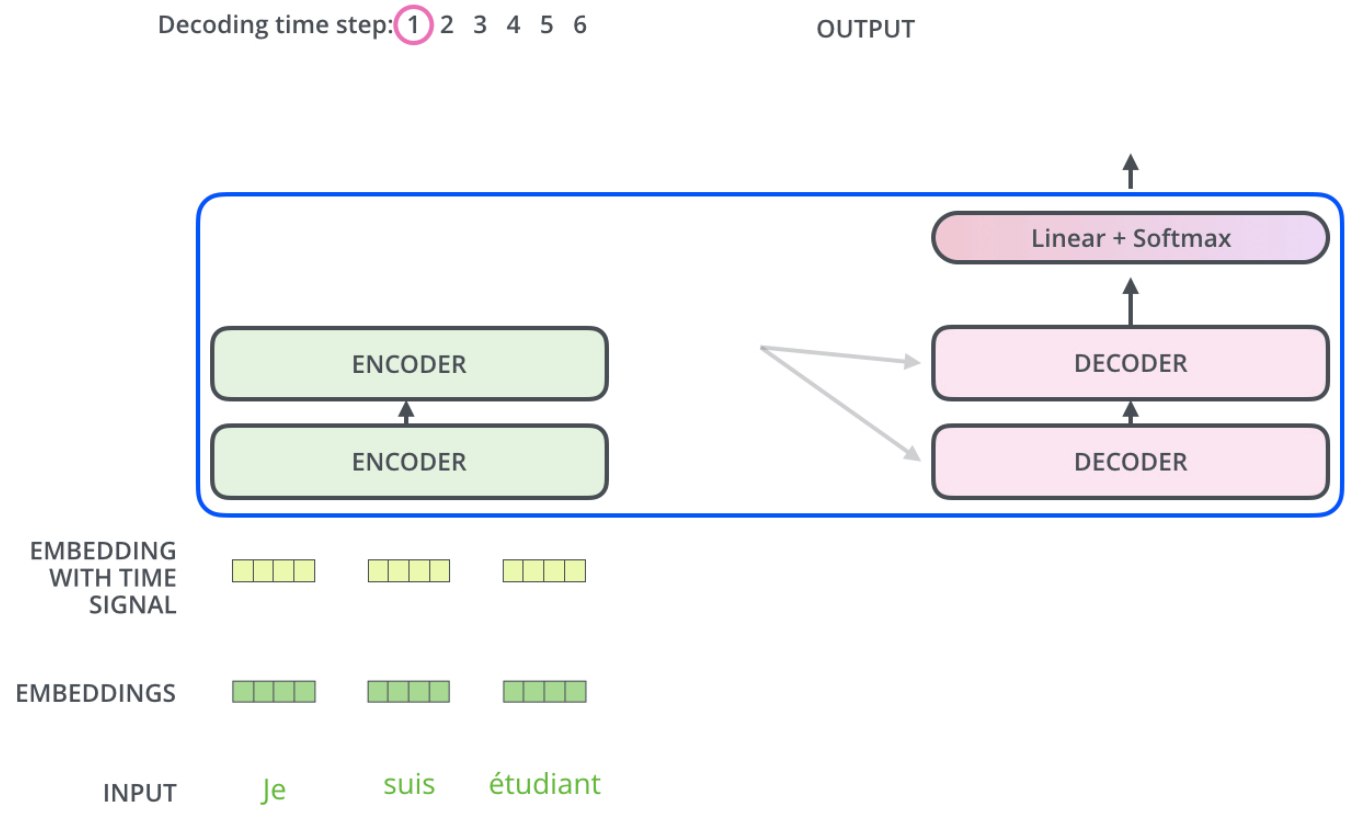 Decoding time step: 1 2 3 4 5 6
OUTPUT
Linear + Softmax
ENCODER
DECODER
ENCODER
DECODER
EMBEDDING
WITH TIME
SIGNAL
EMBEDDINGS
INPUT
Je
suis
étudiant